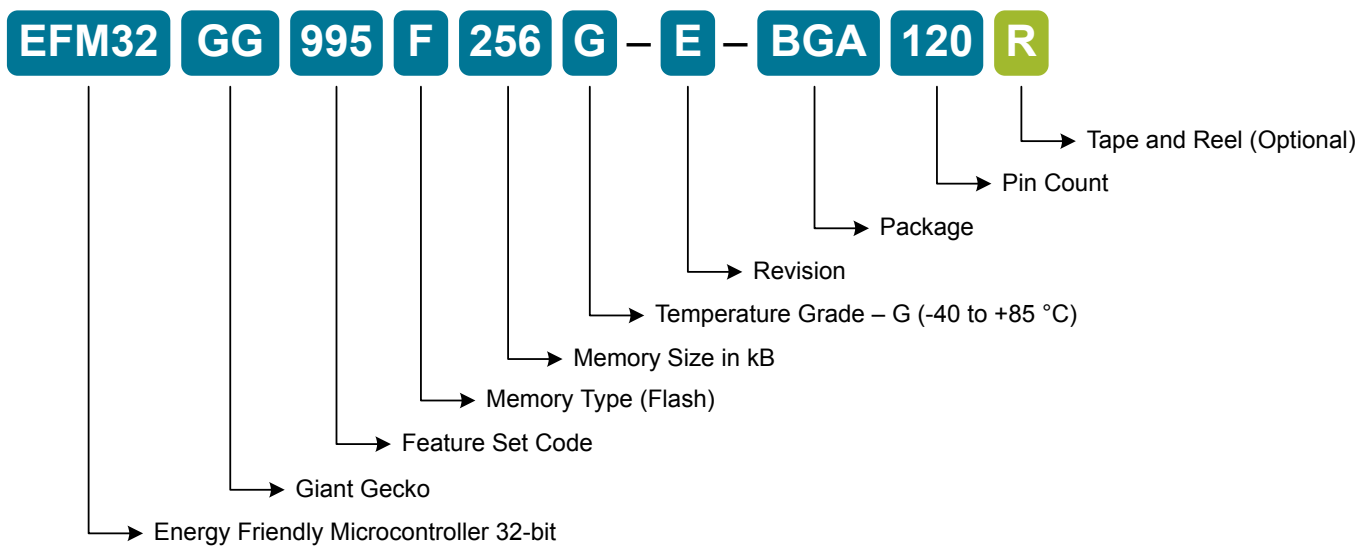 EFM32 GG 995 F 256 G – E – BGA 120 R
Tape and Reel (Optional)
Pin Count
Package
Revision
Temperature Grade – G (-40 to +85 °C)
Memory Size in kB
Memory Type (Flash)
Feature Set Code
Giant Gecko
Energy Friendly Microcontroller 32-bit